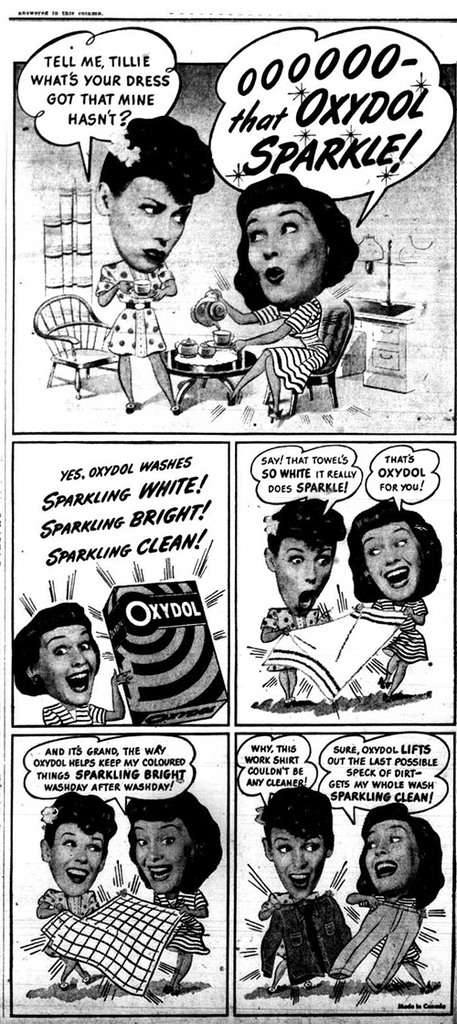 answered in this column.
TELL ME, TILLIE
WHAT'S YOUR DRESS
GOT THAT MINE
HASN'T?
OOOOOO-
that OXYDOL
SPARKLE!
YES, OXYDOL WASHES
SPARKLING WHITE!
SPARKLING BRIGHT!
SPARKLING CLEAN!
OXYDOL
OXYDOL
SAY! THAT TOWEL'S
SO WHITE IT REALLY
DOES SPARKLE!
THAT'S
OXYDOL
FOR YOU!
AND IT'S GRAND, THE WAY
OXYDOL HELPS KEEP MY COLOURED
THINGS SPARKLING BRIGHT
WASHDAY AFTER WASHDAY!
WHY, THIS
WORK SHIRT
COULDN'T BE
ANY CLEANER!
SURE, OXYDOL LIFTS
OUT THE LAST POSSIBLE
SPECK OF DIRT-
GETS MY WHOLE WASH
SPARKLING CLEAN!
Made in Canada